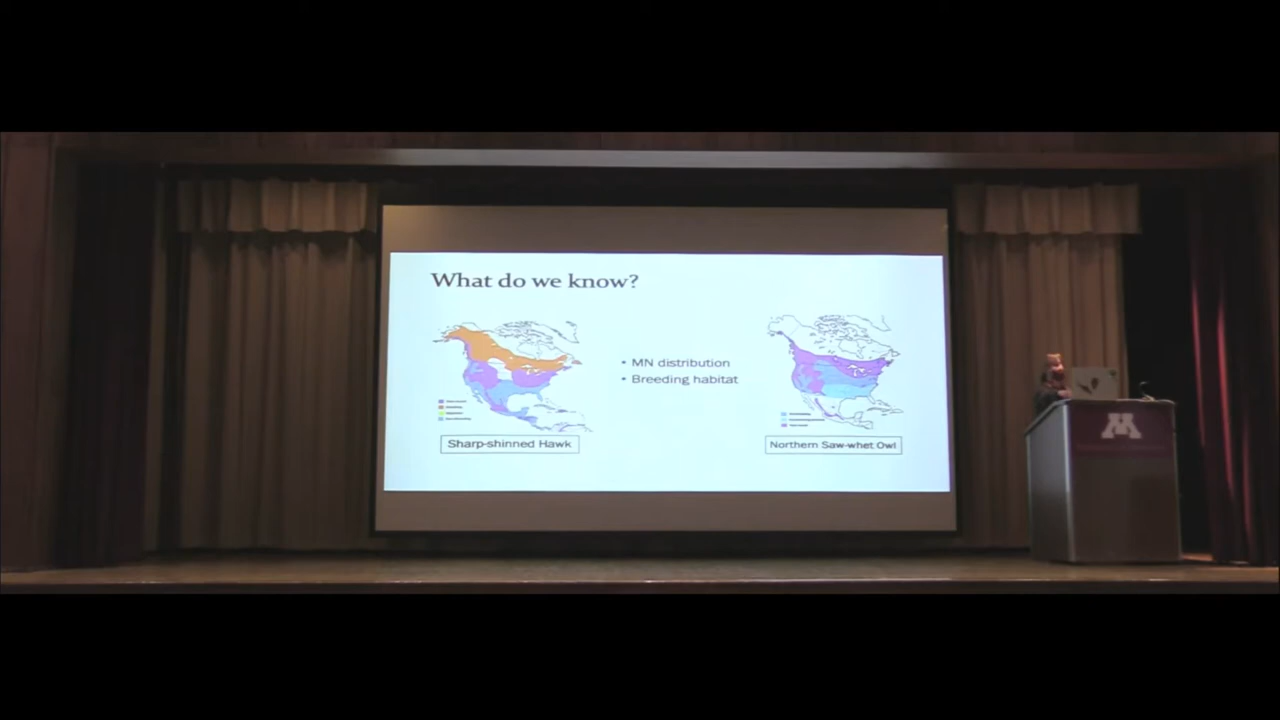 What do we know?
• MN distribution
• Breeding habitat
Sharp-shinned Hawk
Northern Saw-whet Owl
M